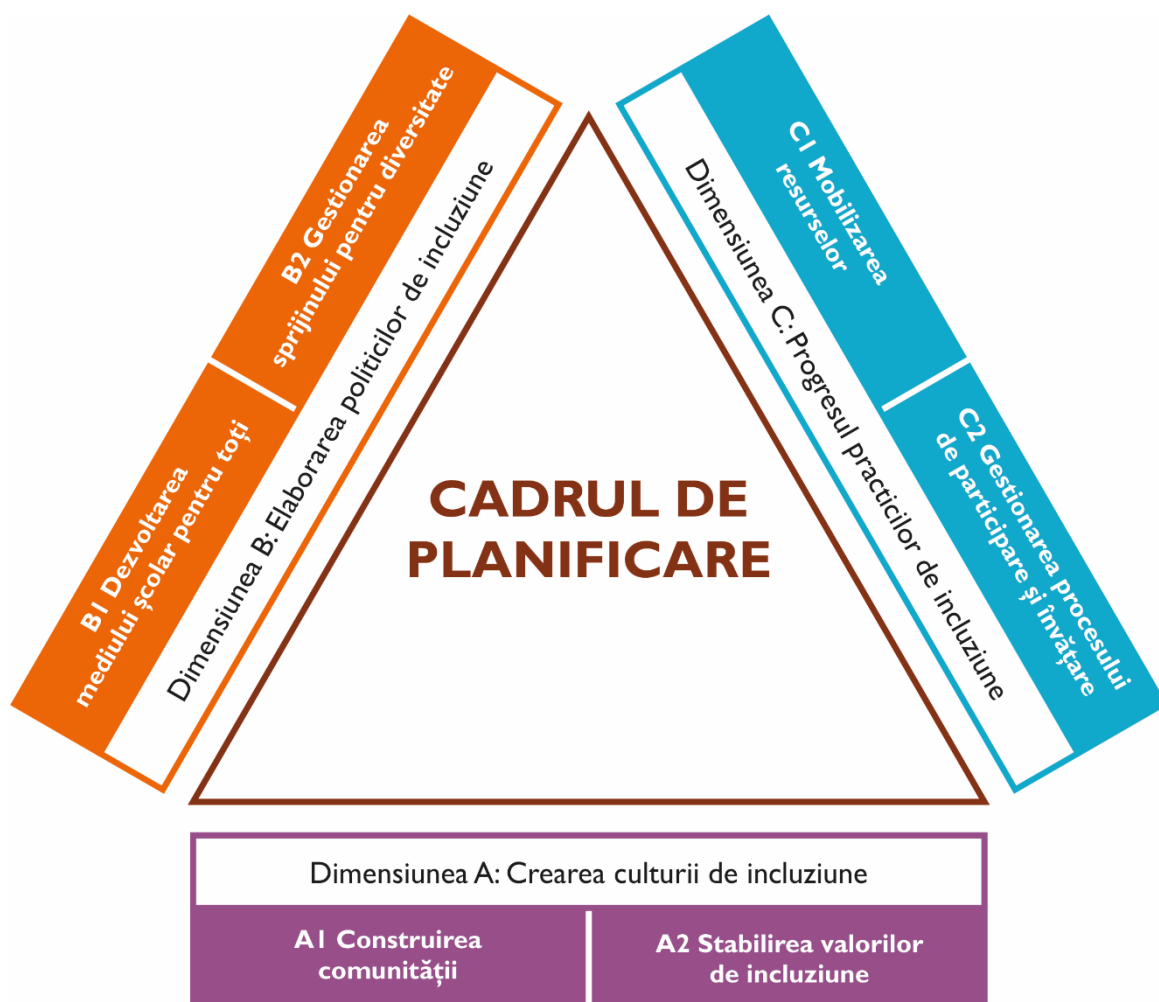 B2 Gestionarea
sprijinului pentru diversitate
B1 Dezvoltarea
mediului școlar pentru toți
Dimensiunea B: Elaborarea politicilor de incluziune
C1 Mobilizarea
resurselor
C2 Gestionarea procesului
de participare și învățare
Dimensiunea C: Progresul practicilor de incluziune
CADRUL DE
PLANIFICARE
Dimensiunea A: Crearea culturii de incluziune
A1 Construirea
comunității
A2 Stabilirea valorilor
de incluziune